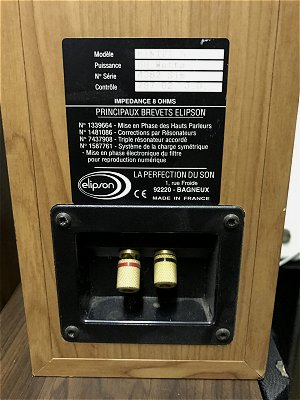 Modèle
Puissance
N° Série
Contrôle
IMPEDANCE 8 OHMS
PRINCIPAUX BREVETS ELIPSON
N° 1339664 - Mise en Phase des Hauts Parleurs
N° 1481086 - Corrections par Résonateurs
N° 7437908 - Triple résonateur accordé
N° 1587761 - Système de la charge symétrique
- Mise en phase électronique du filtre
pour reproduction numérique
elipson
LA PERFECTION DU SON
1, rue Froide
CE 92220 - BAGNEUX
MADE IN FRANCE